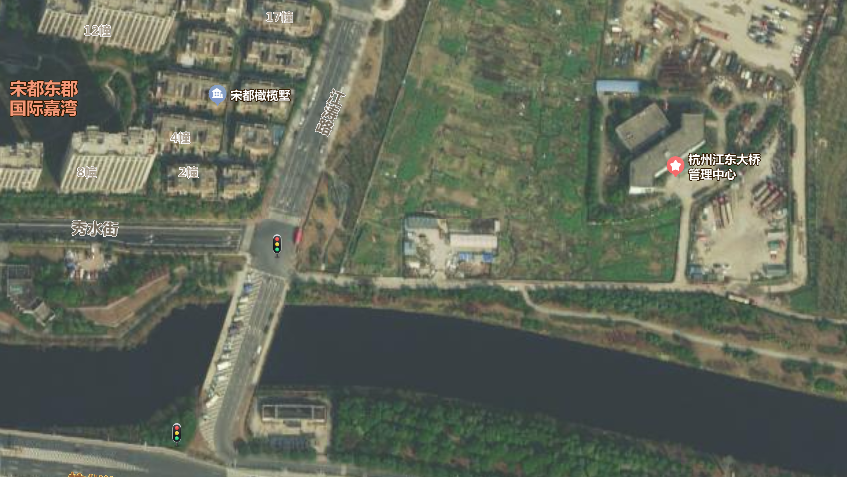 12幢
17幢
宋都东郡
国际嘉湾
宋都橄榄墅
4幢
8幢
2幢
秀水街
杭州江东大桥
管理中心